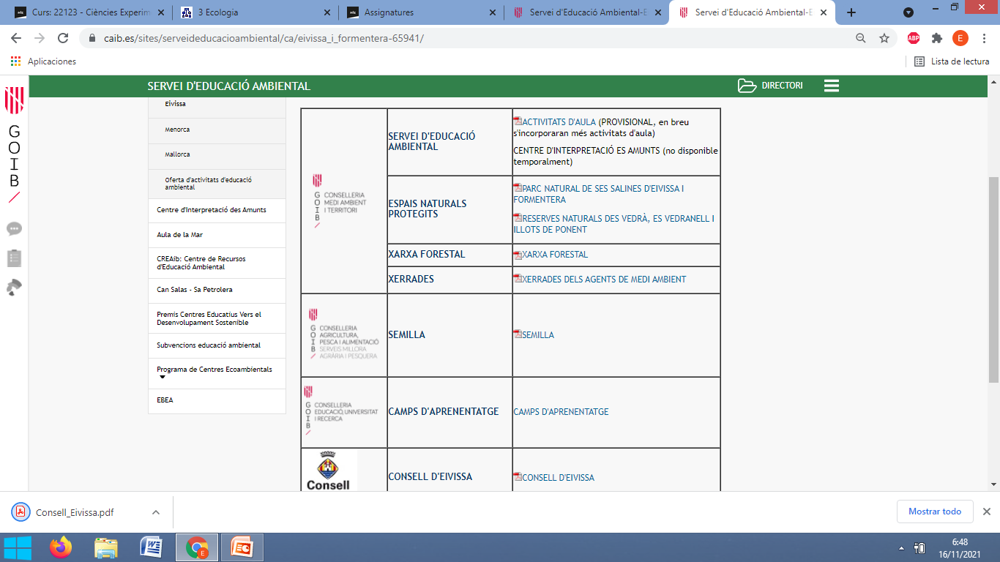 Curs: 22123 - Ciències Experim
3 Ecologia
Assignatures
Servei d'Educació Ambiental-E
Servei d'Educació Ambiental-E
caib.es/sites/serveideducacioambiental/ca/eivissa_i_formentera-65941/
ABP
E
Aplicaciones
Lista de lectura
GOIB
SERVEI D'EDUCACIÓ AMBIENTAL
DIRECTORI
Eivissa
Menorca
Mallorca
Oferta d'activitats d'educació
ambiental
Centre d'Interpretació des Amunts
Aula de la Mar
CREAib: Centre de Recursos
d'Educació Ambiental
Can Salas - Sa Petrolera
Premis Centres Educatius Vers el
Desenvolupament Sostenible
Subvencions educació ambiental
Programa de Centres Ecoambientals
EBEA
GOIB
CONSELLERIA
MEDI AMBIENT
I TERRITORI
SERVEI D'EDUCACIÓ
AMBIENTAL
ACTIVITATS D'AULA (PROVISIONAL, en breu
s'incorporaran més activitats d'aula)
CENTRE D'INTERPRETACIÓ ES AMUNTS (no disponible
temporalment)
ESPAIS NATURALS
PROTEGITS
PARC NATURAL DE SES SALINES D'EIVISSA I
FORMENTERA
RESERVES NATURALS DES VEDRÀ, ES VEDRANELL I
ILLOTS DE PONENT
XARXA FORESTAL
XARXA FORESTAL
XERRADES
XERRADES DELS AGENTS DE MEDI AMBIENT
GOIB
CONSELLERIA
AGRICULTURA,
PESCA I ALIMENTACIÓ
SERVEIS MILLORA
AGRÀRIA I PESQUERA
SEMILLA
SEMILLA
GOIB
CONSELLERIA
EDUCACIÓ, UNIVERSITAT
I RECERCA
CAMPS D'APRENENTATGE
CAMPS D'APRENENTATGE
Consell
CONSELL D'EIVISSA
CONSELL D'EIVISSA
Consell_Eivissa.pdf
Mostrar todo
E
6:48
16/11/2021